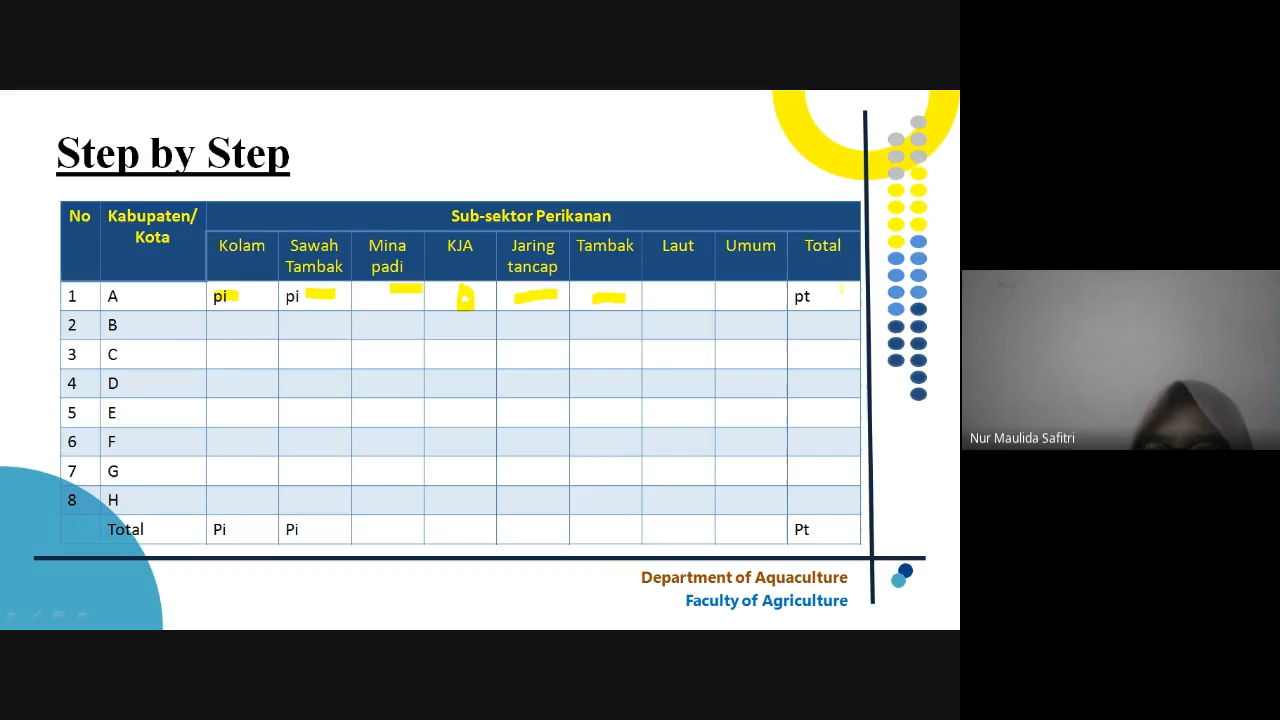 Step by Step
No Kabupaten/ Kota Sub-sektor Perikanan
Kolam Sawah Tambak Mina padi KJA Jaring tancap Tambak Laut Umum Total
1 A pi pi pt
2 B
3 C
4 D
5 E
6 F
7 G
8 H
Total Pi Pi Pt
Department of Aquaculture
Faculty of Agriculture
Nur Maulida Safitri